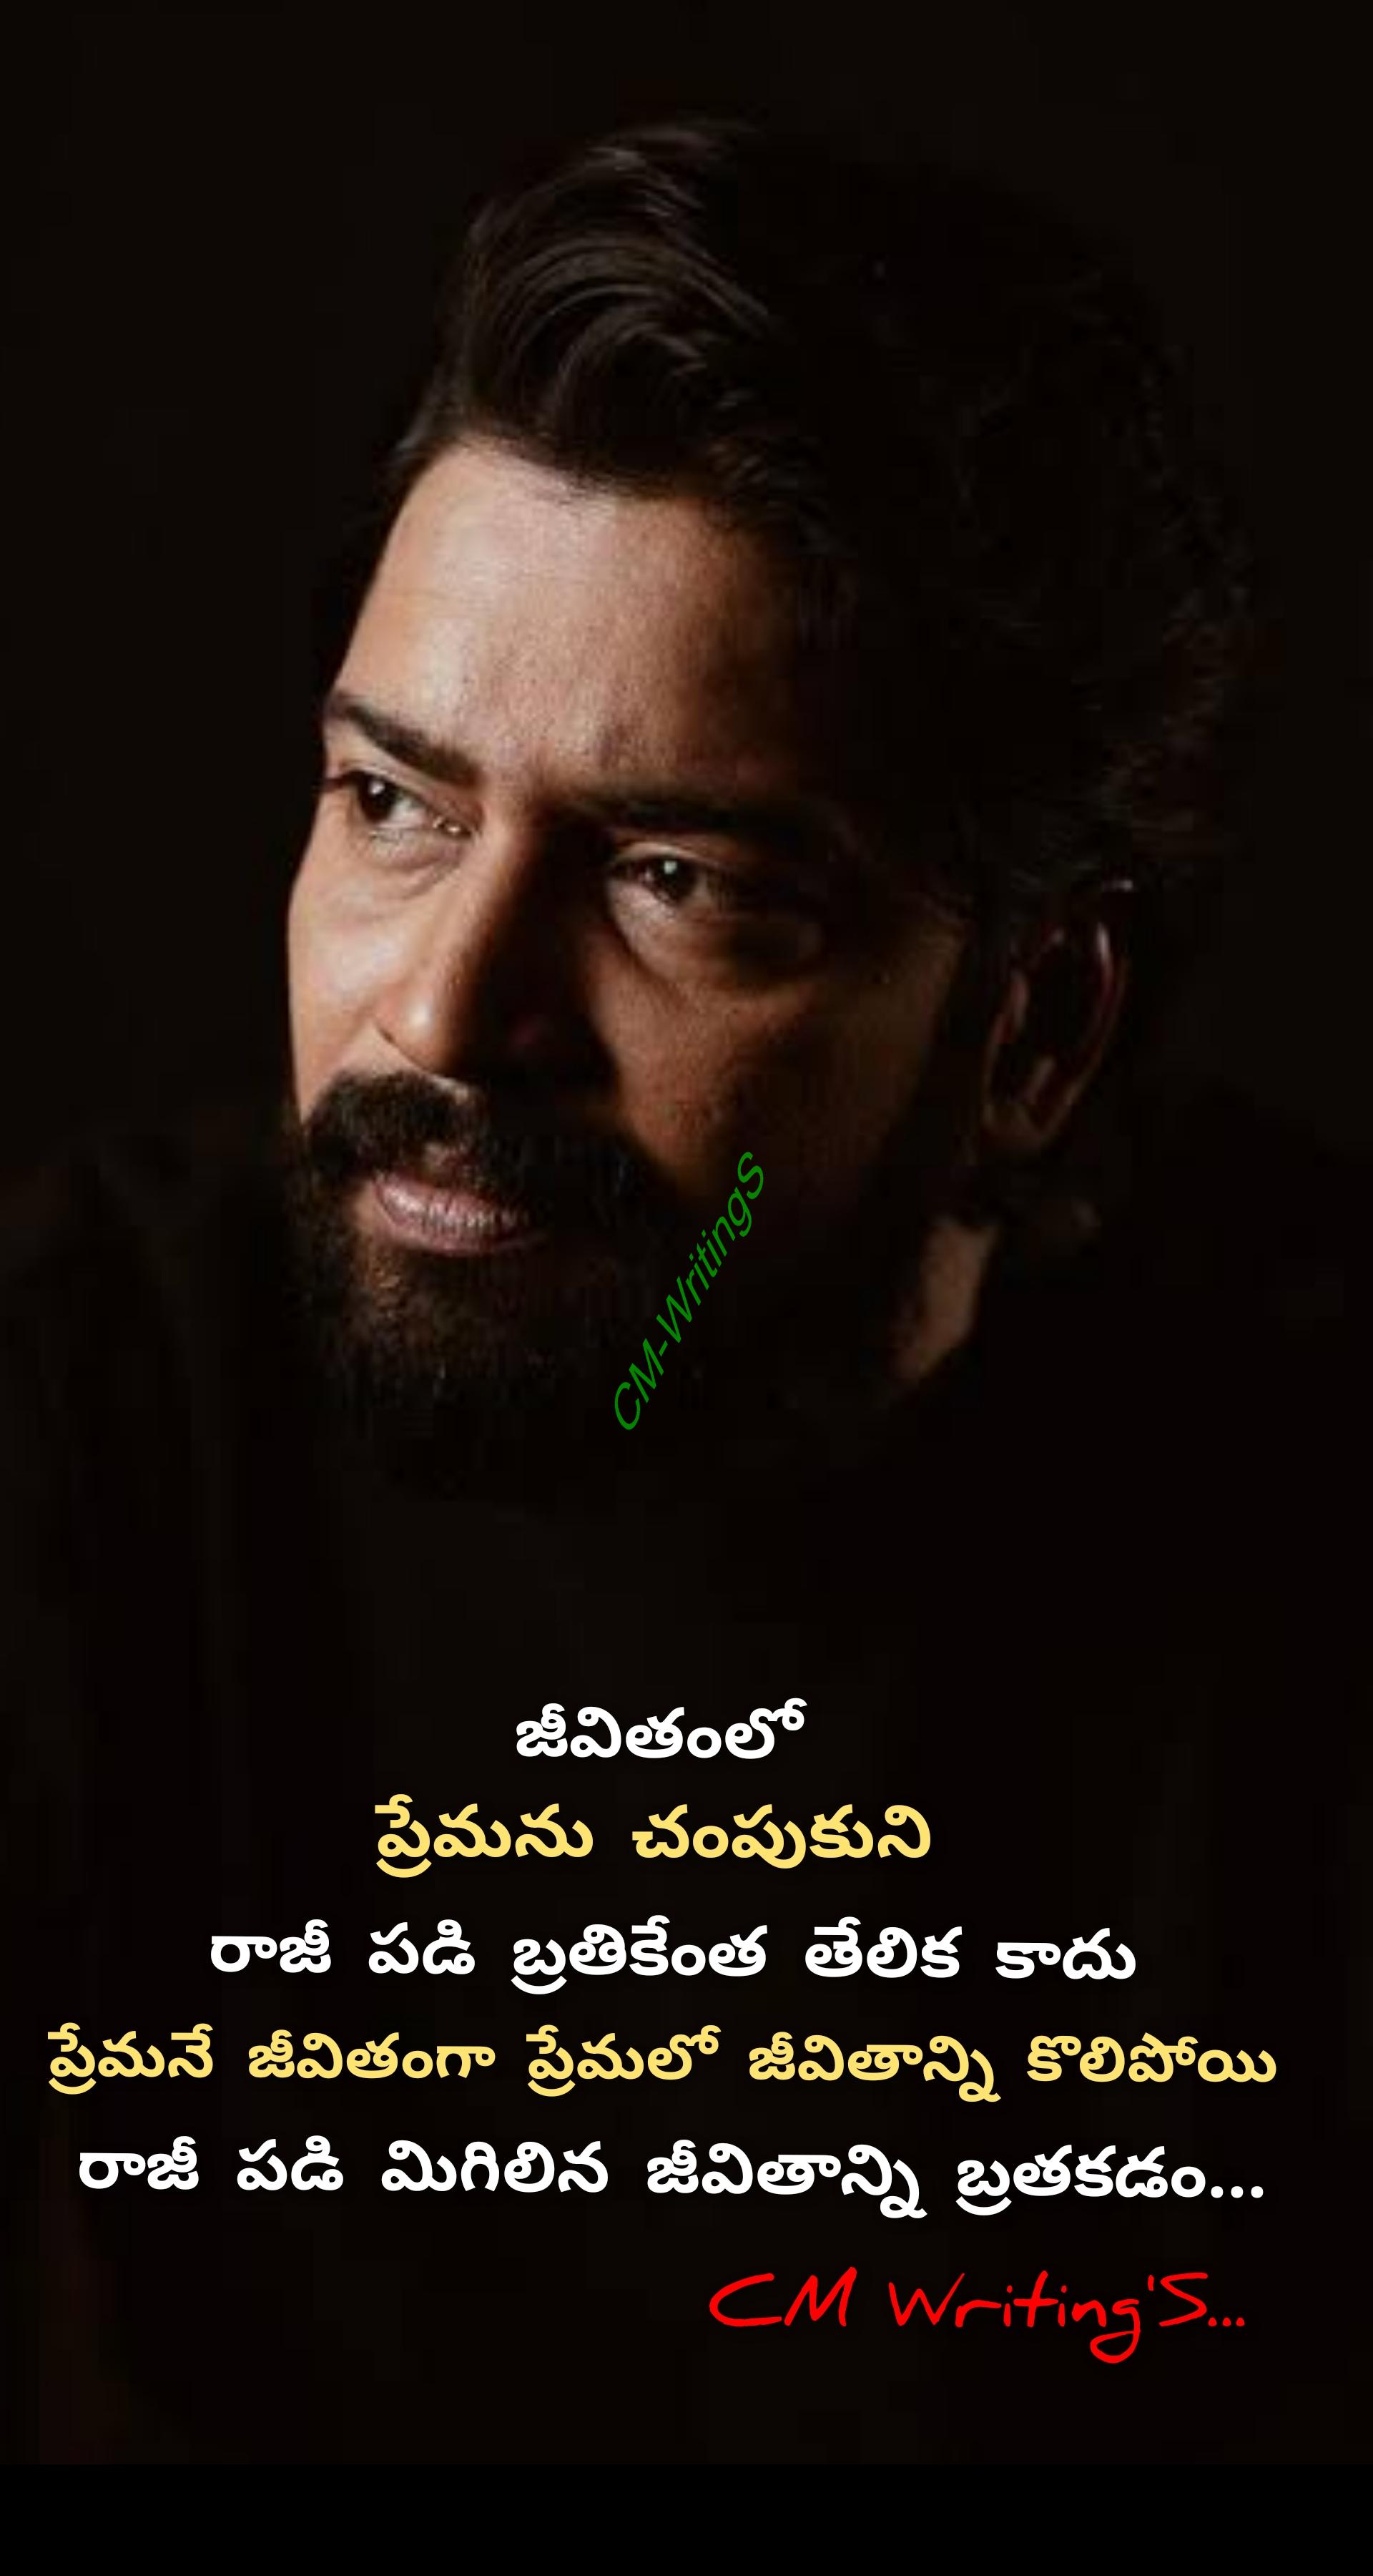 CM-WritingS
జీవితంలో
ప్రేమను చంపుకుని
రాజీ పడి బ్రతికేంత తేలిక కాదు
ప్రేమనే జీవితంగా ప్రేమలో జీవితాన్ని కొలిపోయి
రాజీ పడి మిగిలిన జీవితాన్ని బ్రతకడం...
CM Writing'S...